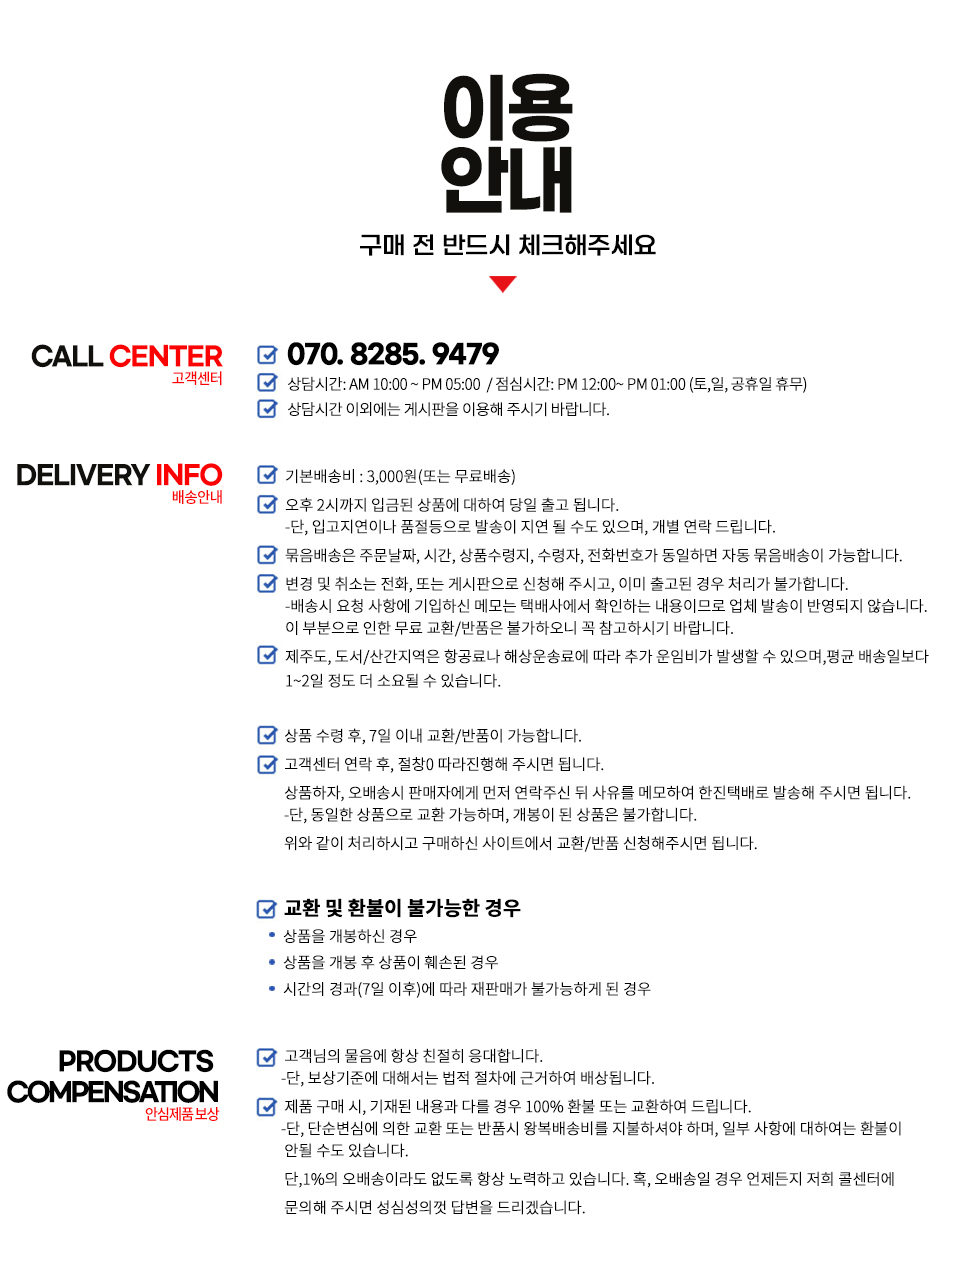 이용
안내
구매 전 반드시 체크해주세요
CALL CENTER
고객센터
070. 8285. 9479
상담시간: AM 10:00 ~ PM 05:00 / 점심시간: PM 12:00~ PM 01:00 (토,일, 공휴일 휴무)
상담시간 이외에는 게시판을 이용해 주시기 바랍니다.
DELIVERY INFO
배송안내
기본배송비 : 3,000원(또는 무료배송)
오후 2시까지 입금된 상품에 대하여 당일 출고 됩니다.
-단, 입고지연이나 품절등으로 발송이 지연 될 수도 있으며, 개별 연락 드립니다.
묶음배송은 주문날짜, 시간, 상품수령지, 수령자, 전화번호가 동일하면 자동 묶음배송이 가능합니다.
변경 및 취소는 전화, 또는 게시판으로 신청해 주시고, 이미 출고된 경우 처리가 불가합니다.
-배송시 요청 사항에 기입하신 메모는 택배사에서 확인하는 내용이므로 업체 발송이 반영되지 않습니다.
이 부분으로 인한 무료 교환/반품은 불가하오니 꼭 참고하시기 바랍니다.
제주도, 도서/산간지역은 항공료나 해상운송료에 따라 추가 운임비가 발생할 수 있으며,평균 배송일보다
1~2일 정도 더 소요될 수 있습니다.
상품 수령 후, 7일 이내 교환/반품이 가능합니다.
고객센터 연락 후, 절창0 따라진행해 주시면 됩니다.
상품하자, 오배송시 판매자에게 먼저 연락주신 뒤 사유를 메모하여 한진택배로 발송해 주시면 됩니다.
-단, 동일한 상품으로 교환 가능하며, 개봉이 된 상품은 불가합니다.
위와 같이 처리하시고 구매하신 사이트에서 교환/반품 신청해주시면 됩니다.
교환 및 환불이 불가능한 경우
상품을 개봉하신 경우
상품을 개봉 후 상품이 훼손된 경우
시간의 경과(7일 이후)에 따라 재판매가 불가능하게 된 경우
PRODUCTS
COMPENSATION
안심제품 보상
고객님의 물음에 항상 친절히 응대합니다.
-단, 보상기준에 대해서는 법적 절차에 근거하여 배상됩니다.
제품 구매 시, 기재된 내용과 다를 경우 100% 환불 또는 교환하여 드립니다.
-단, 단순변심에 의한 교환 또는 반품시 왕복배송비를 지불하셔야 하며, 일부 사항에 대하여는 환불이
안될 수도 있습니다.
단,1%의 오배송이라도 없도록 항상 노력하고 있습니다. 혹, 오배송일 경우 언제든지 저희 콜센터에
문의해 주시면 성심성의껏 답변을 드리겠습니다.